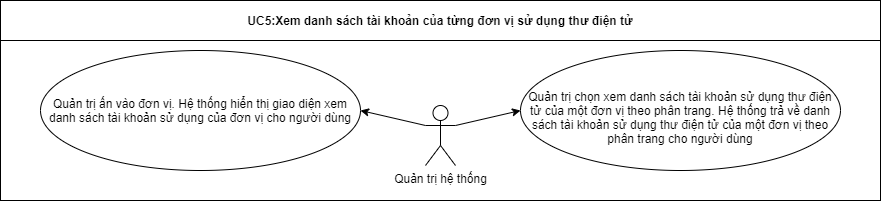 UC5:Xem danh sách tài khoản của từng đơn vị sử dụng thư điện tử
Quản trị ấn vào đơn vị. Hệ thống hiển thị giao diện xem
danh sách tài khoản sử dụng của đơn vị cho người dùng
Quản trị chọn xem danh sách tài khoản sử dụng thư điện
tử của một đơn vị theo phân trang. Hệ thống trả về danh
sách tài khoản sử dụng thư điện tử của một đơn vị theo
phân trang cho người dùng
Quản trị hệ thống